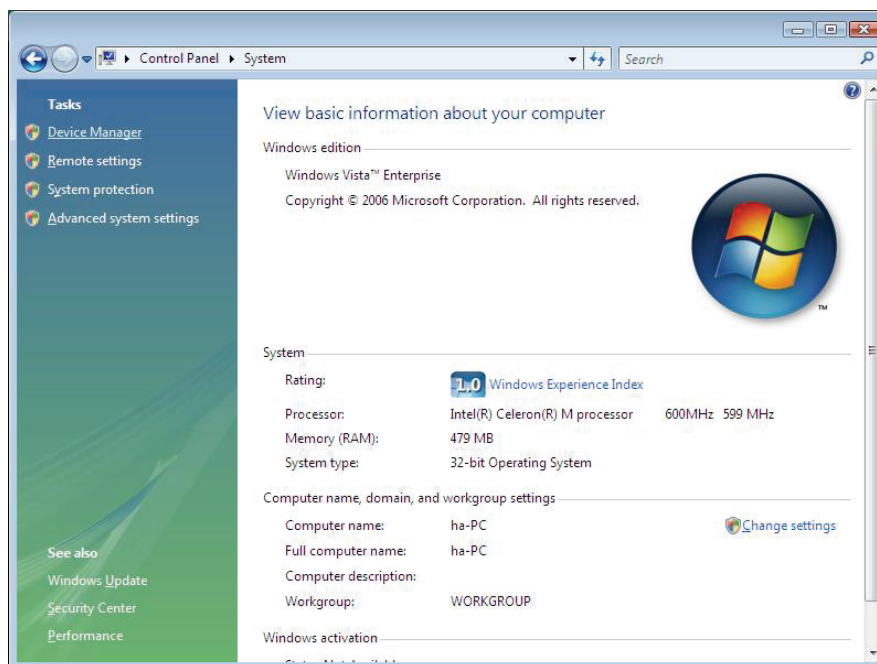 Control Panel ▸ System
Search
Tasks
Device Manager
Remote settings
System protection
Advanced system settings
See also
Windows Update
Security Center
Performance
View basic information about your computer
Windows edition
Windows Vista™ Enterprise
Copyright © 2006 Microsoft Corporation. All rights reserved.
TM
System
Rating: 1.0 Windows Experience Index
Processor: Intel(R) Celeron(R) M processor 600MHz 599 MHz
Memory (RAM): 479 MB
System type: 32-bit Operating System
Computer name, domain, and workgroup settings
Computer name: ha-PC Change settings
Full computer name: ha-PC
Computer description:
Workgroup: WORKGROUP
Windows activation